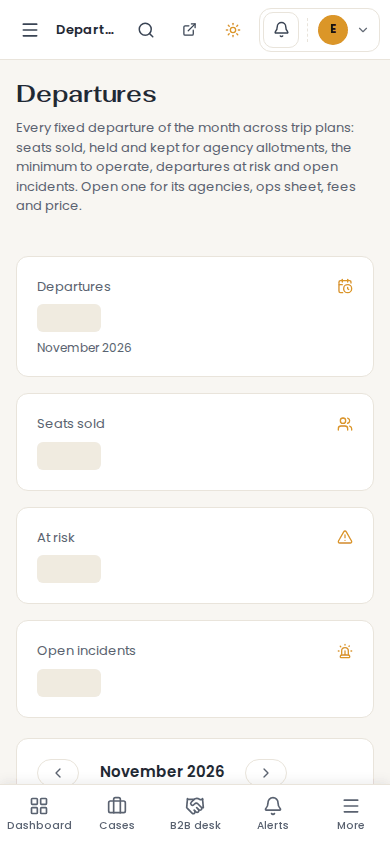 Depart...
E
Departures
Every fixed departure of the month across trip plans:
seats sold, held and kept for agency allotments, the
minimum to operate, departures at risk and open
incidents. Open one for its agencies, ops sheet, fees
and price.
Departures
November 2026
Seats sold
At risk
Open incidents
November 2026
Dashboard
Cases
B2B desk
Alerts
More